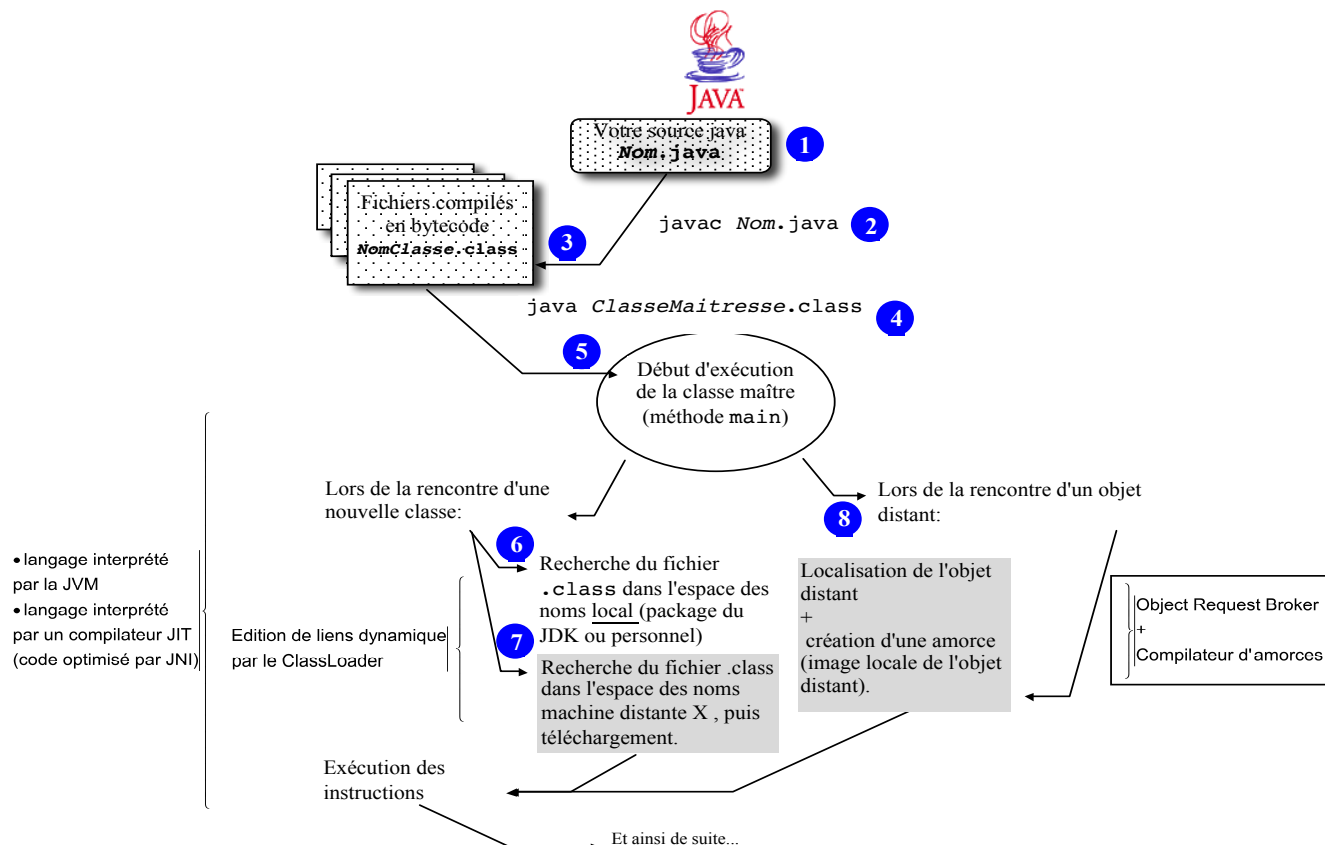 JAVA
Votre source java
Nom.java
1
Fichiers compilés
en bytecode
NomClasse.class
3
javac Nom.java
2
java ClasseMaitresse.class
4
5
Début d'exécution
de la classe maître
(méthode main)
Lors de la rencontre d'une
nouvelle classe:
Lors de la rencontre d'un objet
distant:
8
6
Recherche du fichier
.class dans l'espace des
noms local (package du
JDK ou personnel)
7
Recherche du fichier .class
dans l'espace des noms
machine distante X , puis
téléchargement.
Localisation de l'objet
distant
+
création d'une amorce
(image locale de l'objet
distant).
Object Request Broker
+
Compilateur d'amorces
• langage interprété
par la JVM
• langage interprété
par un compilateur JIT
(code optimisé par JNI)
Edition de liens dynamique
par le ClassLoader
Exécution des
instructions
Et ainsi de suite...